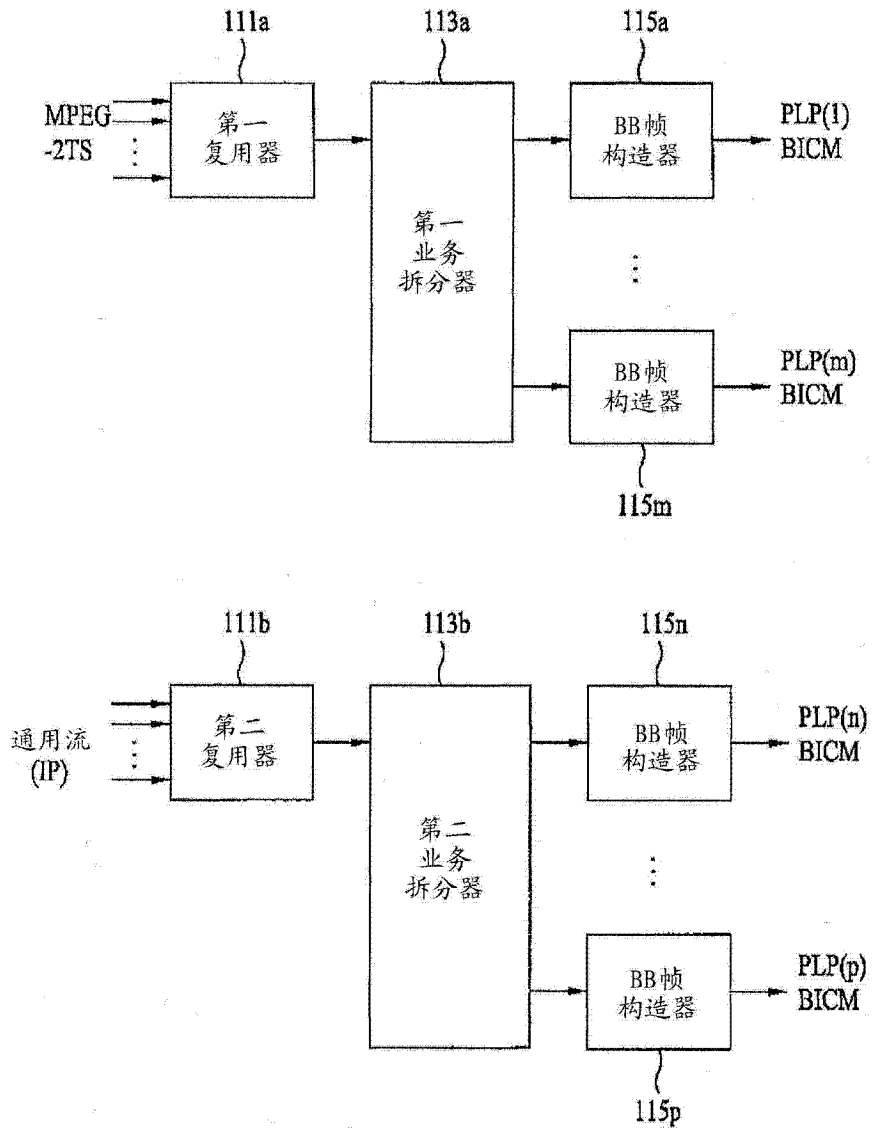 111a
113a
115a
MPEG
-2TS
第一
复用器
第一
业务
拆分器
BB帧
构造器
PLP(1)
BICM
BB帧
构造器
PLP(m)
BICM
115m
111b
113b
115n
通用流
(IP)
第二
复用器
第二
业务
拆分器
BB帧
构造器
PLP(n)
BICM
BB帧
构造器
PLP(p)
BICM
115p